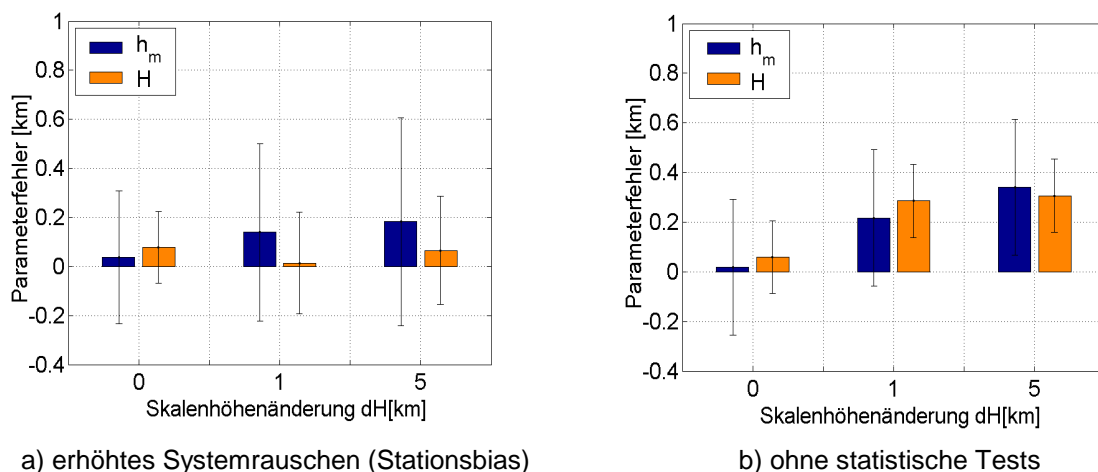 1
0.8
0.6
0.4
0.2
0
-0.2
-0.4
Parameterfehler [km]
h_m
H
0 1 5
Skalenhöhenänderung dH[km]
a) erhöhtes Systemrauschen (Stationsbias)
1
0.8
0.6
0.4
0.2
0
-0.2
-0.4
Parameterfehler [km]
h_m
H
0 1 5
Skalenhöhenänderung dH[km]
b) ohne statistische Tests